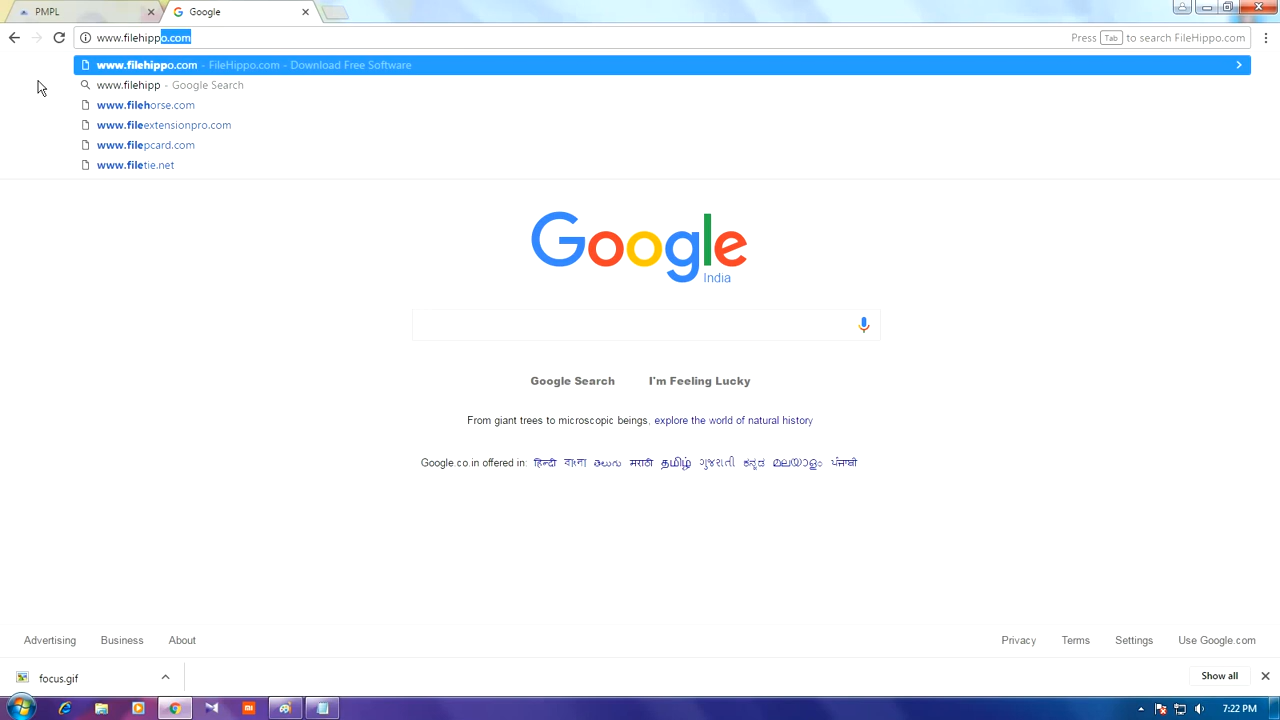 PMPL
Google
www.filehippo.com
Press Tab to search FileHippo.com
www.filehippo.com - FileHippo.com - Download Free Software
www.filehipp - Google Search
www.filehorse.com
www.fileextensionpro.com
www.filepcard.com
www.filetie.net
Google
India
Google Search I'm Feeling Lucky
From giant trees to microscopic beings, explore the world of natural history
Google.co.in offered in: हिन्दी বাংলা తెలుగు मराठी தமிழ் ગુજરાતી ಕನ್ನಡ മലയാളം ਪੰਜਾਬੀ
Advertising Business About Privacy Terms Settings Use Google.com
focus.gif
Show all
7:22 PM